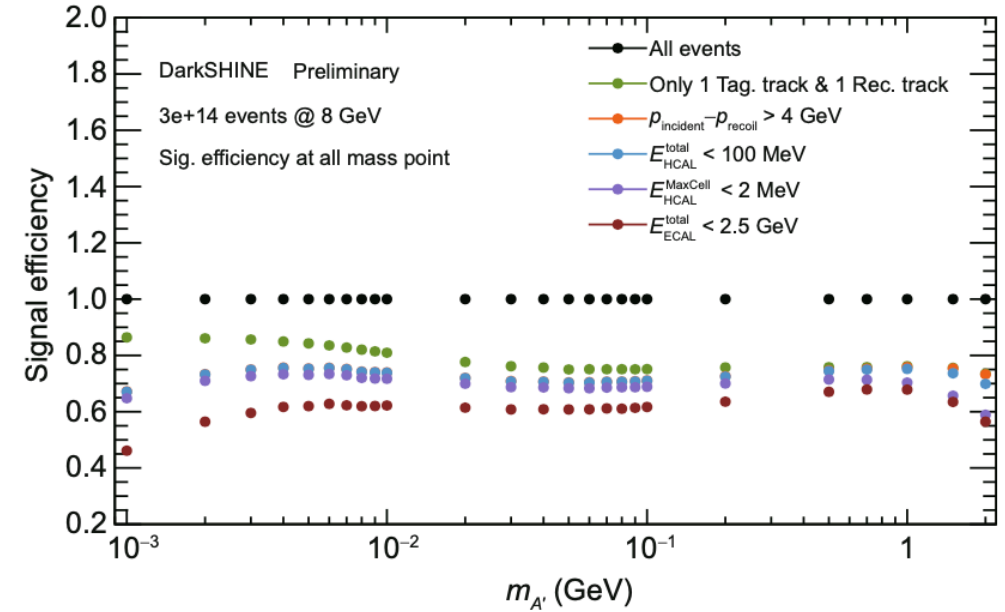 2.0
1.8
1.6
1.4
1.2
1.0
0.8
0.6
0.4
0.2
Signal efficiency
DarkSHINE Preliminary
3e+14 events @ 8 GeV
Sig. efficiency at all mass point
All events
Only 1 Tag. track & 1 Rec. track
p_incident–p_recoil > 4 GeV
E_HCAL^total < 100 MeV
E_HCAL^MaxCell < 2 MeV
E_ECAL^total < 2.5 GeV
10⁻³ 10⁻² 10⁻¹ 1
m_A′ (GeV)